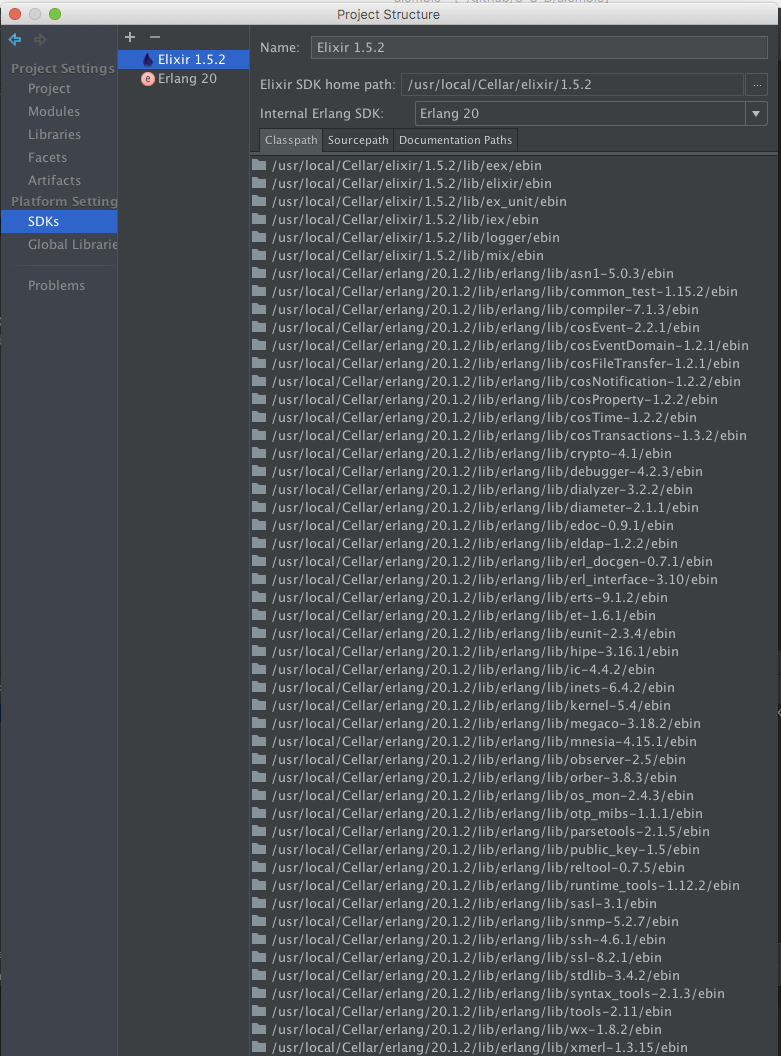 Project Structure
Project Settings
Project
Modules
Libraries
Facets
Artifacts
Platform Setting
SDKs
Global Librarie
Problems
Elixir 1.5.2
Erlang 20
Name: Elixir 1.5.2
Elixir SDK home path: /usr/local/Cellar/elixir/1.5.2 ...
Internal Erlang SDK: Erlang 20
Classpath Sourcepath Documentation Paths
/usr/local/Cellar/elixir/1.5.2/lib/eex/ebin
/usr/local/Cellar/elixir/1.5.2/lib/elixir/ebin
/usr/local/Cellar/elixir/1.5.2/lib/ex_unit/ebin
/usr/local/Cellar/elixir/1.5.2/lib/iex/ebin
/usr/local/Cellar/elixir/1.5.2/lib/logger/ebin
/usr/local/Cellar/elixir/1.5.2/lib/mix/ebin
/usr/local/Cellar/erlang/20.1.2/lib/erlang/lib/asn1-5.0.3/ebin
/usr/local/Cellar/erlang/20.1.2/lib/erlang/lib/common_test-1.15.2/ebin
/usr/local/Cellar/erlang/20.1.2/lib/erlang/lib/compiler-7.1.3/ebin
/usr/local/Cellar/erlang/20.1.2/lib/erlang/lib/cosEvent-2.2.1/ebin
/usr/local/Cellar/erlang/20.1.2/lib/erlang/lib/cosEventDomain-1.2.1/ebin
/usr/local/Cellar/erlang/20.1.2/lib/erlang/lib/cosFileTransfer-1.2.1/ebin
/usr/local/Cellar/erlang/20.1.2/lib/erlang/lib/cosNotification-1.2.2/ebin
/usr/local/Cellar/erlang/20.1.2/lib/erlang/lib/cosProperty-1.2.2/ebin
/usr/local/Cellar/erlang/20.1.2/lib/erlang/lib/cosTime-1.2.2/ebin
/usr/local/Cellar/erlang/20.1.2/lib/erlang/lib/cosTransactions-1.3.2/ebin
/usr/local/Cellar/erlang/20.1.2/lib/erlang/lib/crypto-4.1/ebin
/usr/local/Cellar/erlang/20.1.2/lib/erlang/lib/debugger-4.2.3/ebin
/usr/local/Cellar/erlang/20.1.2/lib/erlang/lib/dialyzer-3.2.2/ebin
/usr/local/Cellar/erlang/20.1.2/lib/erlang/lib/diameter-2.1.1/ebin
/usr/local/Cellar/erlang/20.1.2/lib/erlang/lib/edoc-0.9.1/ebin
/usr/local/Cellar/erlang/20.1.2/lib/erlang/lib/eldap-1.2.2/ebin
/usr/local/Cellar/erlang/20.1.2/lib/erlang/lib/erl_docgen-0.7.1/ebin
/usr/local/Cellar/erlang/20.1.2/lib/erlang/lib/erl_interface-3.10/ebin
/usr/local/Cellar/erlang/20.1.2/lib/erlang/lib/erts-9.1.2/ebin
/usr/local/Cellar/erlang/20.1.2/lib/erlang/lib/et-1.6.1/ebin
/usr/local/Cellar/erlang/20.1.2/lib/erlang/lib/eunit-2.3.4/ebin
/usr/local/Cellar/erlang/20.1.2/lib/erlang/lib/hipe-3.16.1/ebin
/usr/local/Cellar/erlang/20.1.2/lib/erlang/lib/ic-4.4.2/ebin
/usr/local/Cellar/erlang/20.1.2/lib/erlang/lib/inets-6.4.2/ebin
/usr/local/Cellar/erlang/20.1.2/lib/erlang/lib/kernel-5.4/ebin
/usr/local/Cellar/erlang/20.1.2/lib/erlang/lib/megaco-3.18.2/ebin
/usr/local/Cellar/erlang/20.1.2/lib/erlang/lib/mnesia-4.15.1/ebin
/usr/local/Cellar/erlang/20.1.2/lib/erlang/lib/observer-2.5/ebin
/usr/local/Cellar/erlang/20.1.2/lib/erlang/lib/orber-3.8.3/ebin
/usr/local/Cellar/erlang/20.1.2/lib/erlang/lib/os_mon-2.4.3/ebin
/usr/local/Cellar/erlang/20.1.2/lib/erlang/lib/otp_mibs-1.1.1/ebin
/usr/local/Cellar/erlang/20.1.2/lib/erlang/lib/parsetools-2.1.5/ebin
/usr/local/Cellar/erlang/20.1.2/lib/erlang/lib/public_key-1.5/ebin
/usr/local/Cellar/erlang/20.1.2/lib/erlang/lib/reltool-0.7.5/ebin
/usr/local/Cellar/erlang/20.1.2/lib/erlang/lib/runtime_tools-1.12.2/ebin
/usr/local/Cellar/erlang/20.1.2/lib/erlang/lib/sasl-3.1/ebin
/usr/local/Cellar/erlang/20.1.2/lib/erlang/lib/snmp-5.2.7/ebin
/usr/local/Cellar/erlang/20.1.2/lib/erlang/lib/ssh-4.6.1/ebin
/usr/local/Cellar/erlang/20.1.2/lib/erlang/lib/ssl-8.2.1/ebin
/usr/local/Cellar/erlang/20.1.2/lib/erlang/lib/stdlib-3.4.2/ebin
/usr/local/Cellar/erlang/20.1.2/lib/erlang/lib/syntax_tools-2.1.3/ebin
/usr/local/Cellar/erlang/20.1.2/lib/erlang/lib/tools-2.11/ebin
/usr/local/Cellar/erlang/20.1.2/lib/erlang/lib/wx-1.8.2/ebin
/usr/local/Cellar/erlang/20.1.2/lib/erlang/lib/xmerl-1.3.15/ebin